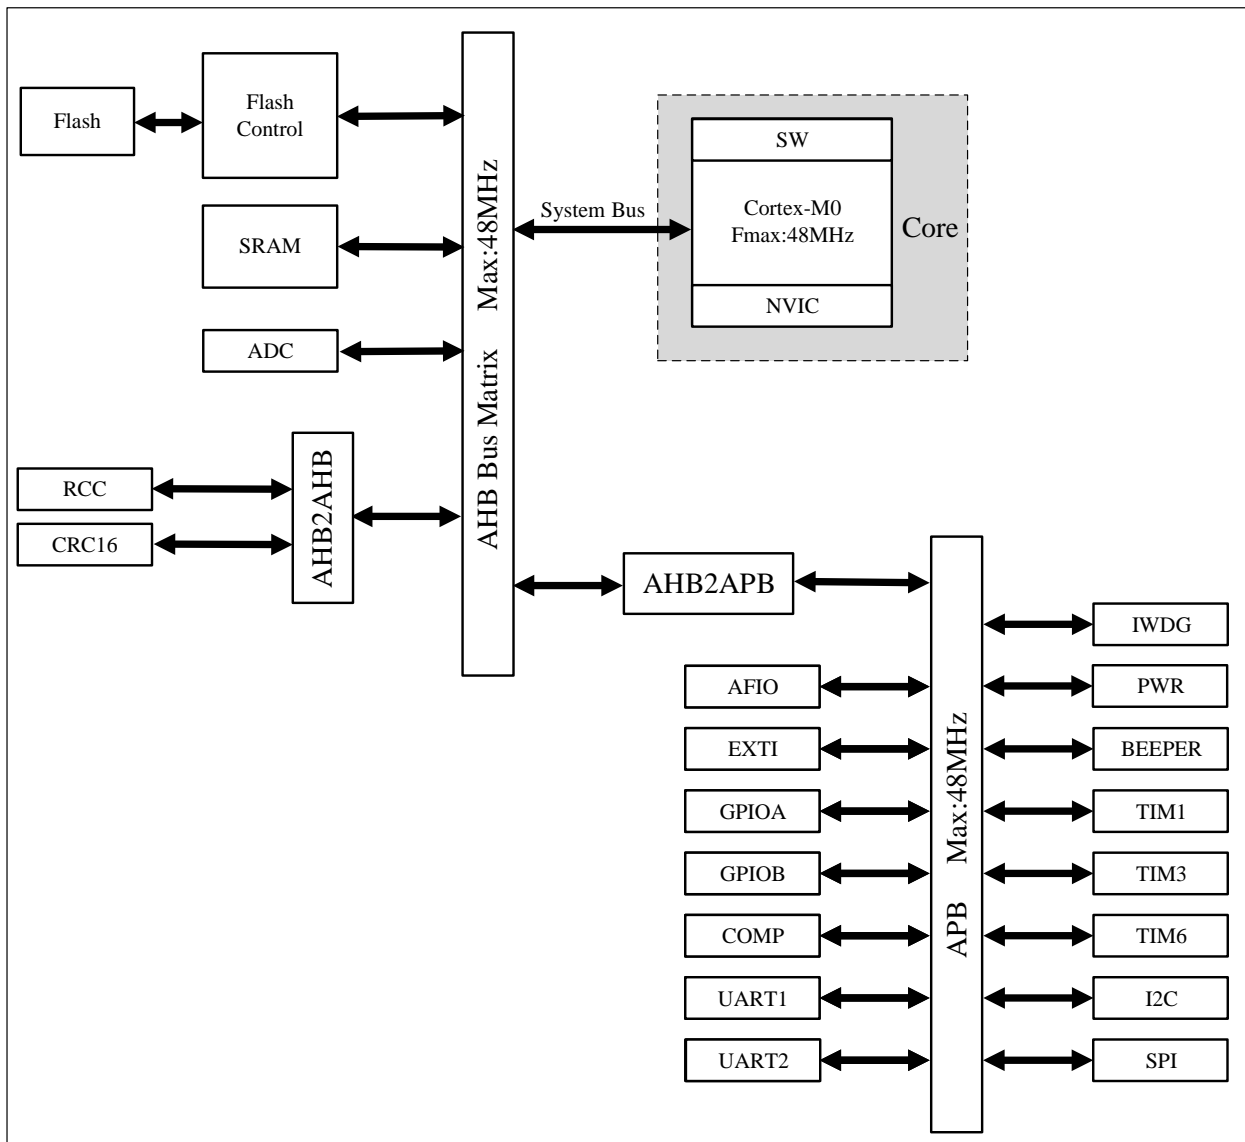 Flash
Flash
Control
SRAM
ADC
RCC
CRC16
AHB2AHB
AHB Bus Matrix Max:48MHz
System Bus
SW
Cortex-M0
Fmax:48MHz
NVIC
Core
AHB2APB
APB Max:48MHz
AFIO
EXTI
GPIOA
GPIOB
COMP
UART1
UART2
IWDG
PWR
BEEPER
TIM1
TIM3
TIM6
I2C
SPI